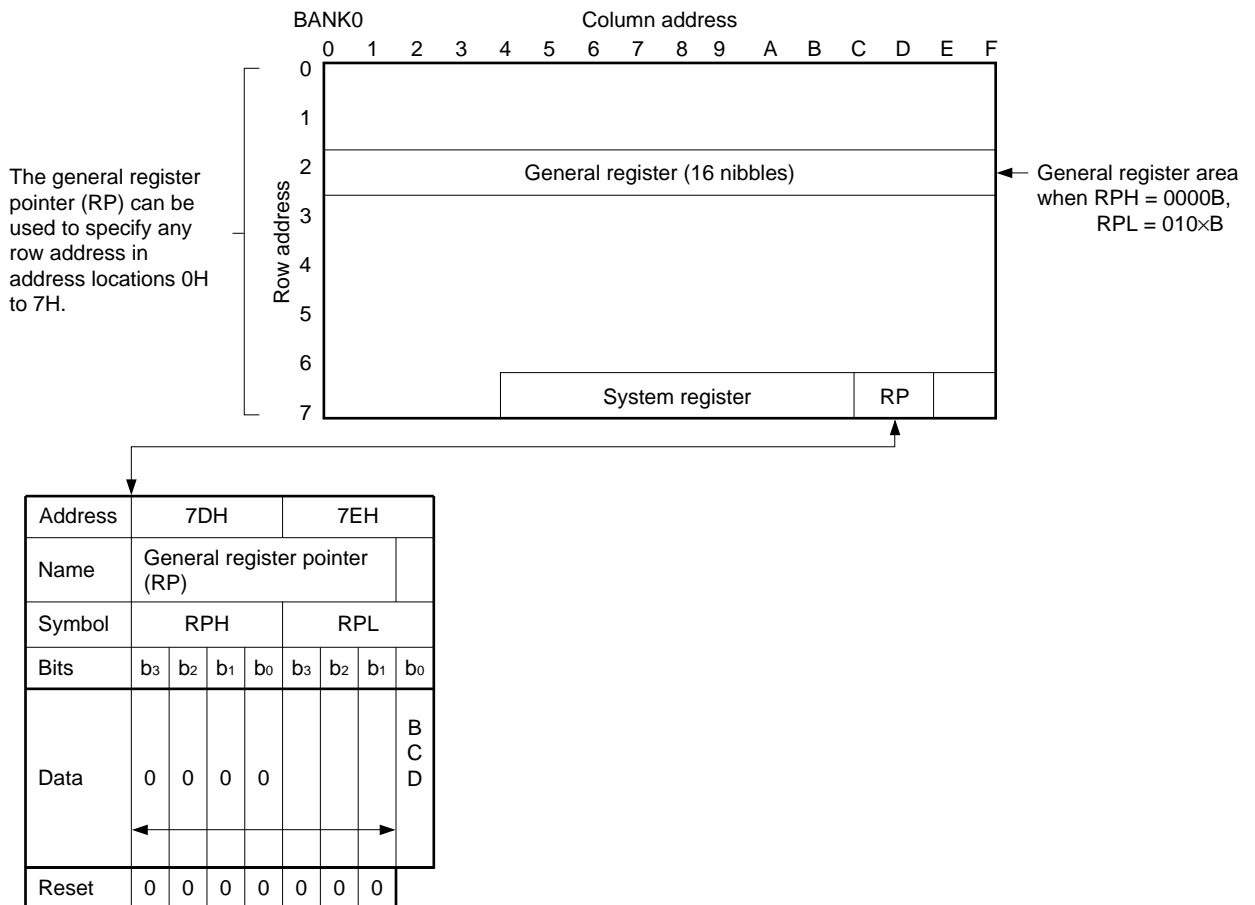 BANK0
Column address
0 1 2 3 4 5 6 7 8 9 A B C D E F
The general register
pointer (RP) can be
used to specify any
row address in
address locations 0H
to 7H.
Row address
0
1
2
3
4
5
6
7
General register (16 nibbles)
General register area
when RPH = 0000B,
RPL = 010×B
System register
RP
Address 7DH 7EH
Name General register pointer
(RP)
Symbol RPH RPL
Bits b3 b2 b1 b0 b3 b2 b1 b0
Data 0 0 0 0
B
C
D
Reset 0 0 0 0 0 0 0